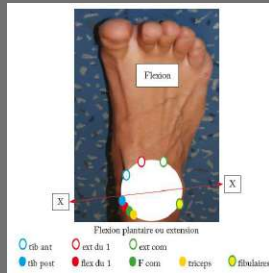 Flexion
X
X
Flexion plantaire ou extension
tib ant ext du 1 ext com
tib post flex du 1 F com triceps fibulaires